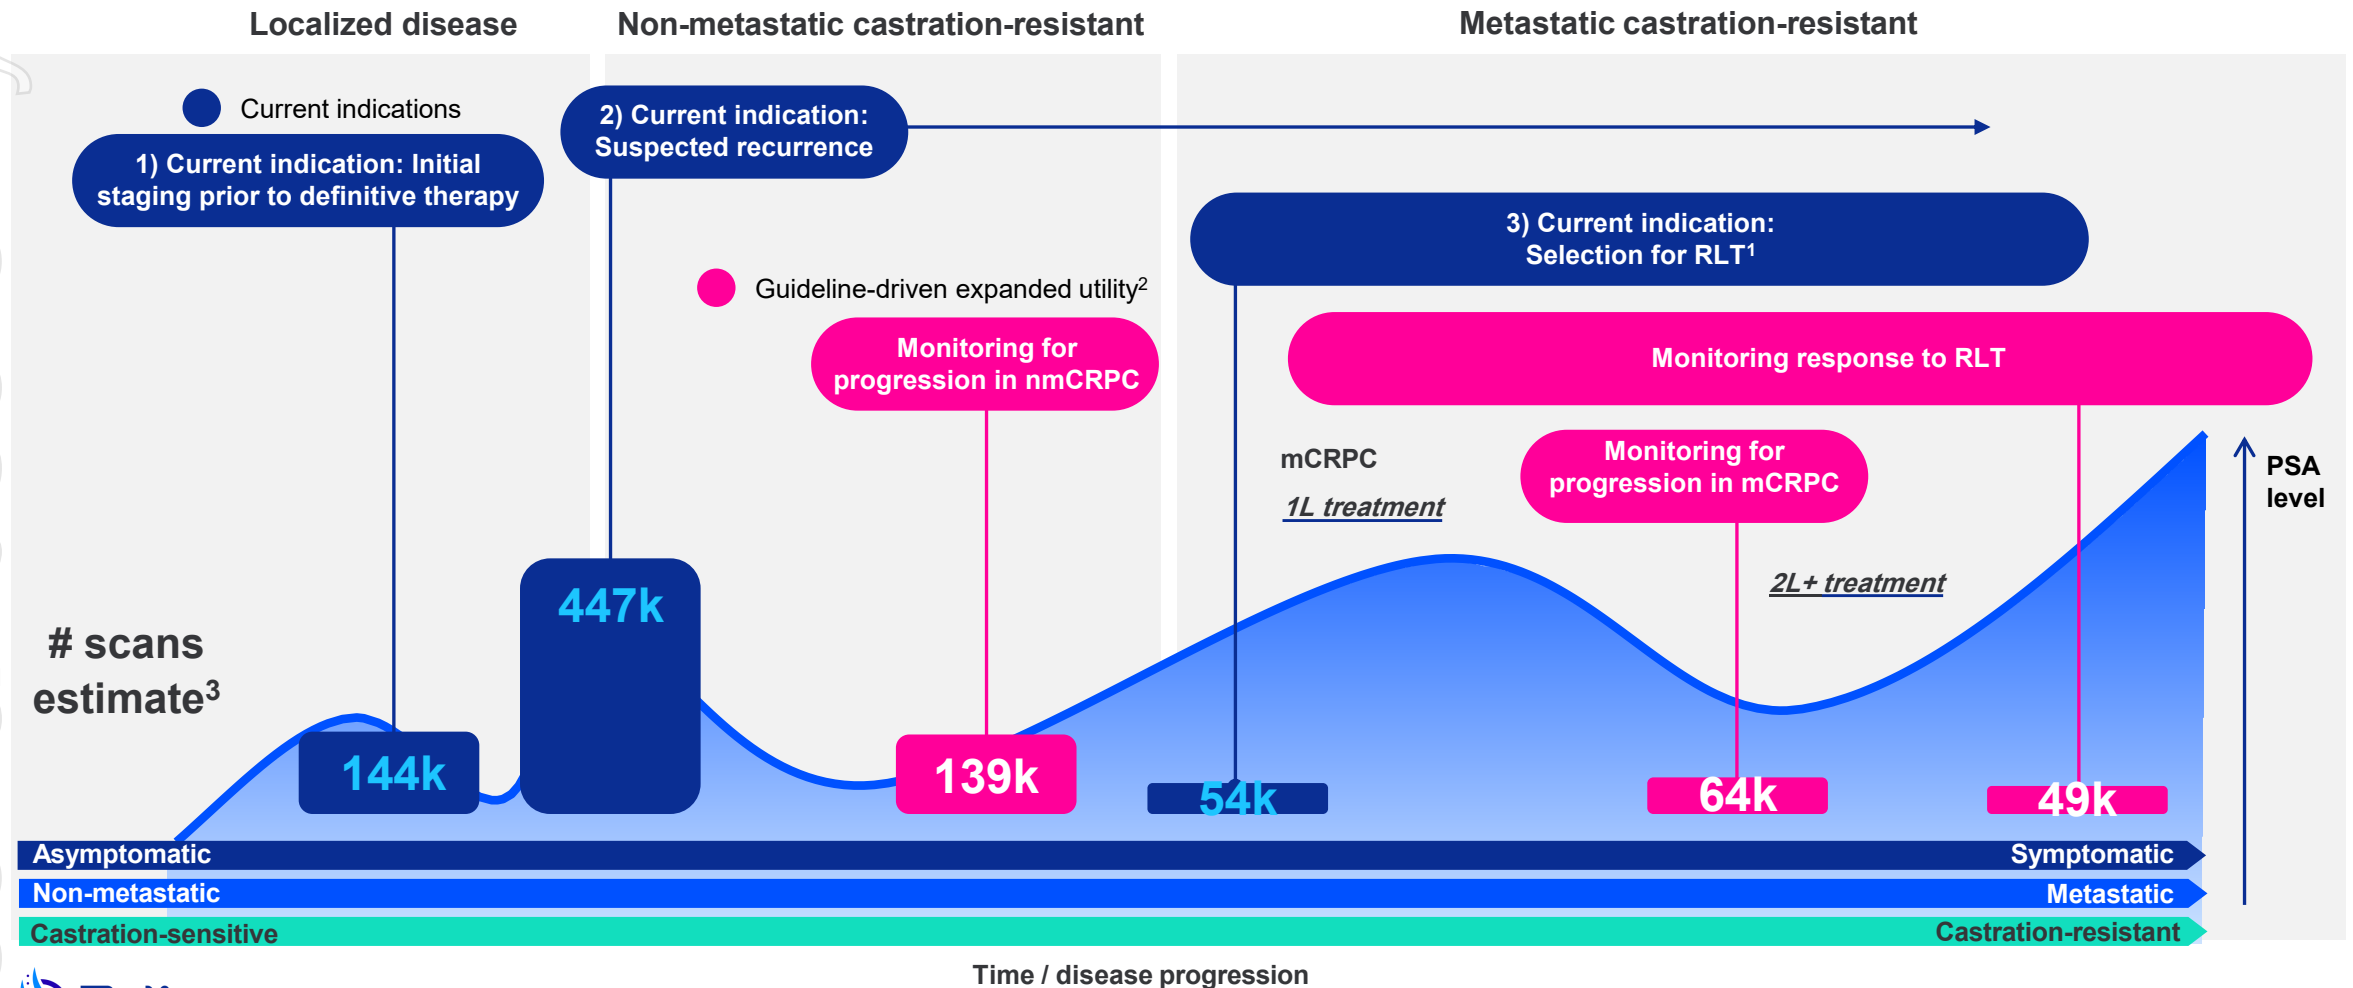 Localized disease
Non-metastatic castration-resistant
Metastatic castration-resistant
Current indications
1) Current indication: Initial
staging prior to definitive therapy
2) Current indication:
Suspected recurrence
3) Current indication:
Selection for RLT¹
Guideline-driven expanded utility²
Monitoring for
progression in nmCRPC
Monitoring response to RLT
mCRPC
1L treatment
Monitoring for
progression in mCRPC
2L+ treatment
PSA
level
# scans
estimate³
144k
447k
139k
54k
64k
49k
Asymptomatic
Symptomatic
Non-metastatic
Metastatic
Castration-sensitive
Castration-resistant
Time / disease progression